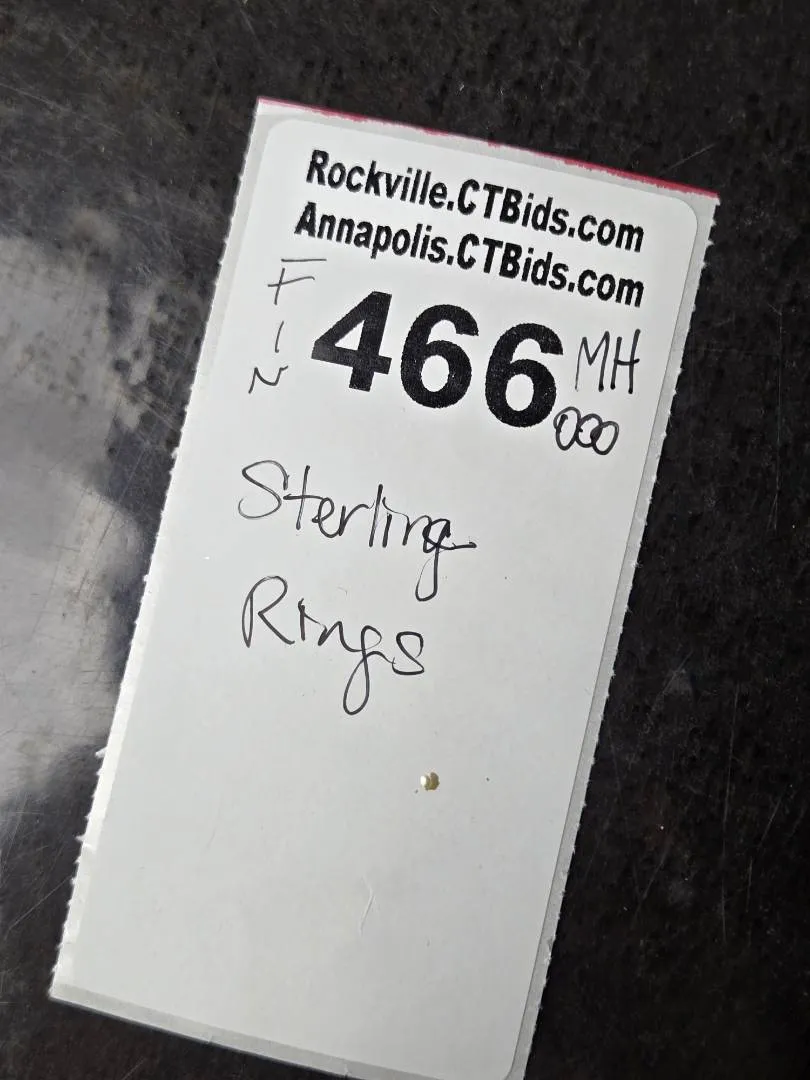 Rockville.CTBids.com
Annapolis.CTBids.com
FIN
466 MH
000
Sterling
Rings